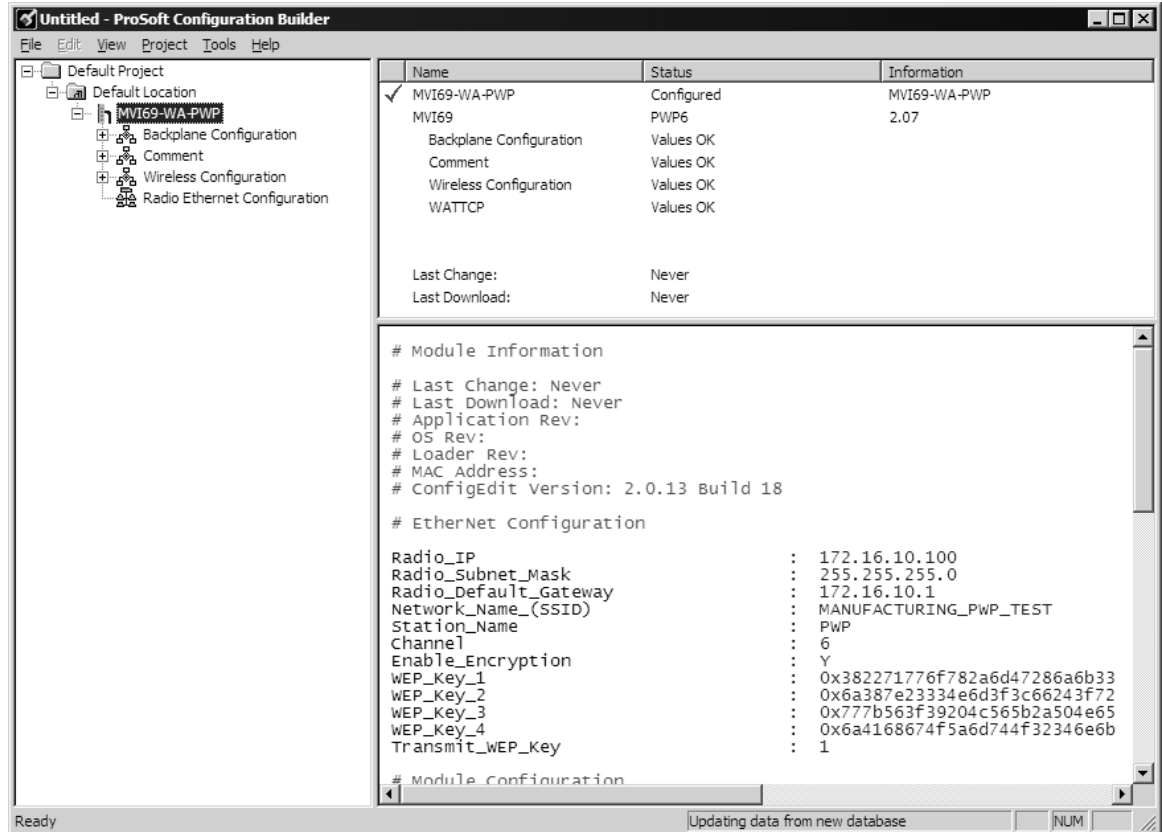 Untitled - ProSoft Configuration Builder
File Edit View Project Tools Help
Default Project
Default Location
MVI69-WA-PWP
Backplane Configuration
Comment
Wireless Configuration
Radio Ethernet Configuration
Name Status Information
MVI69-WA-PWP Configured MVI69-WA-PWP
MVI69 PWP6 2.07
Backplane Configuration Values OK
Comment Values OK
Wireless Configuration Values OK
WATTCP Values OK
Last Change: Never
Last Download: Never
# Module Information
# Last Change: Never
# Last Download: Never
# Application Rev:
# OS Rev:
# Loader Rev:
# MAC Address:
# ConfigEdit Version: 2.0.13 Build 18
# EtherNet Configuration
Radio_IP : 172.16.10.100
Radio_Subnet_Mask : 255.255.255.0
Radio_Default_Gateway : 172.16.10.1
Network_Name_(SSID) : MANUFACTURING_PWP_TEST
Station_Name : PWP
Channel : 6
Enable_Encryption : Y
WEP_Key_1 : 0x382271776f782a6d47286a6b33
WEP_Key_2 : 0x6a387e23334e6d3f3c66243f72
WEP_Key_3 : 0x777b563f39204c565b2a504e65
WEP_Key_4 : 0x6a4168674f5a6d744f32346e6b
Transmit_WEP_Key : 1
# Module Configuration
Ready Updating data from new database NUM